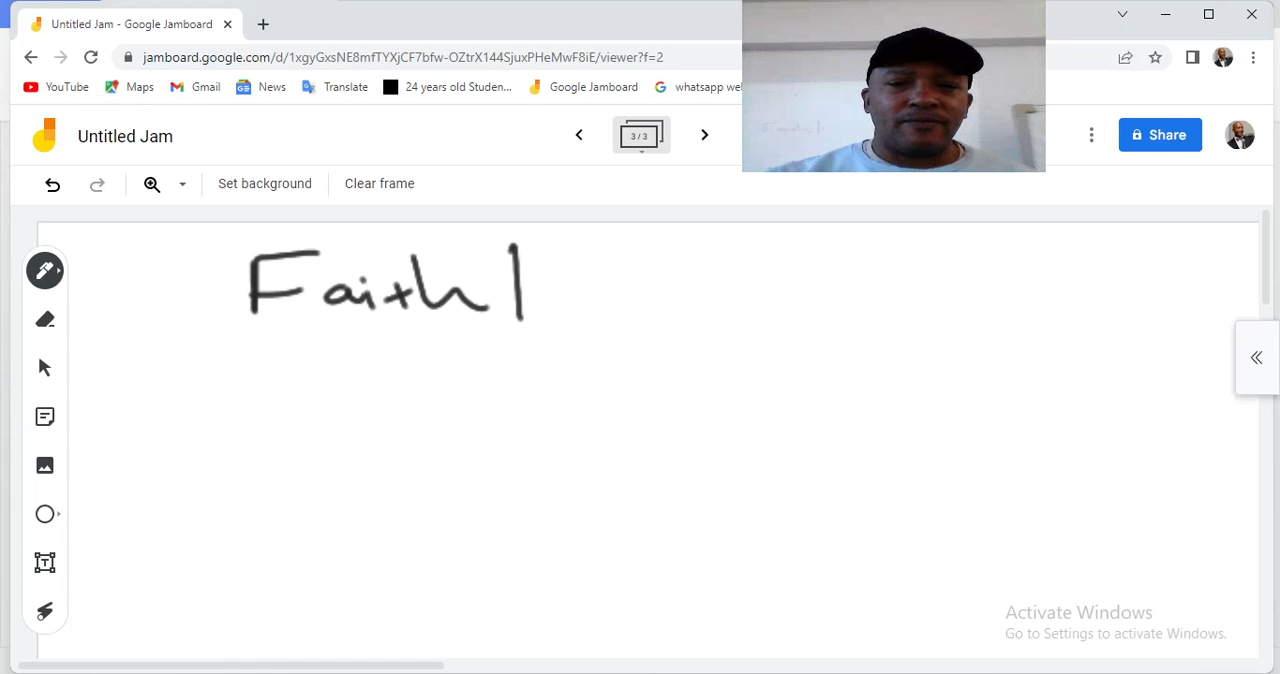 Untitled Jam - Google Jamboard
jamboard.google.com/d/1xgyGxsNE8mfTYXjCF7bfw-OZtrX144SjuxPHeMwF8iE/viewer?f=2
YouTube Maps Gmail News Translate 24 years old Studen... Google Jamboard whatsapp wel
Untitled Jam 3 / 3 Share
Set background Clear frame
Faith |
Activate Windows
Go to Settings to activate Windows.